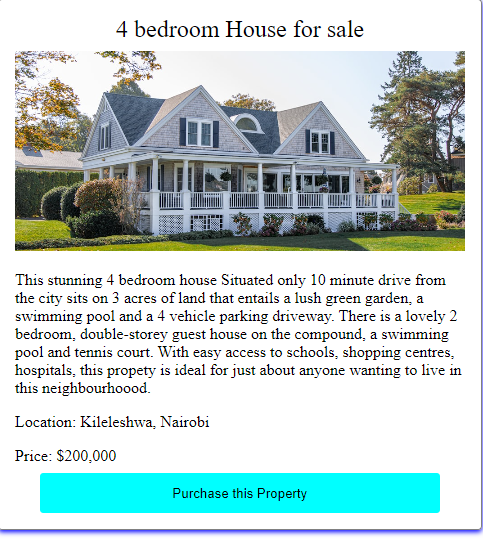 4 bedroom House for sale
This stunning 4 bedroom house Situated only 10 minute drive from
the city sits on 3 acres of land that entails a lush green garden, a
swimming pool and a 4 vehicle parking driveway. There is a lovely 2
bedroom, double-storey guest house on the compound, a swimming
pool and tennis court. With easy access to schools, shopping centres,
hospitals, this propety is ideal for just about anyone wanting to live in
this neighbourhoood.
Location: Kileleshwa, Nairobi
Price: $200,000
Purchase this Property